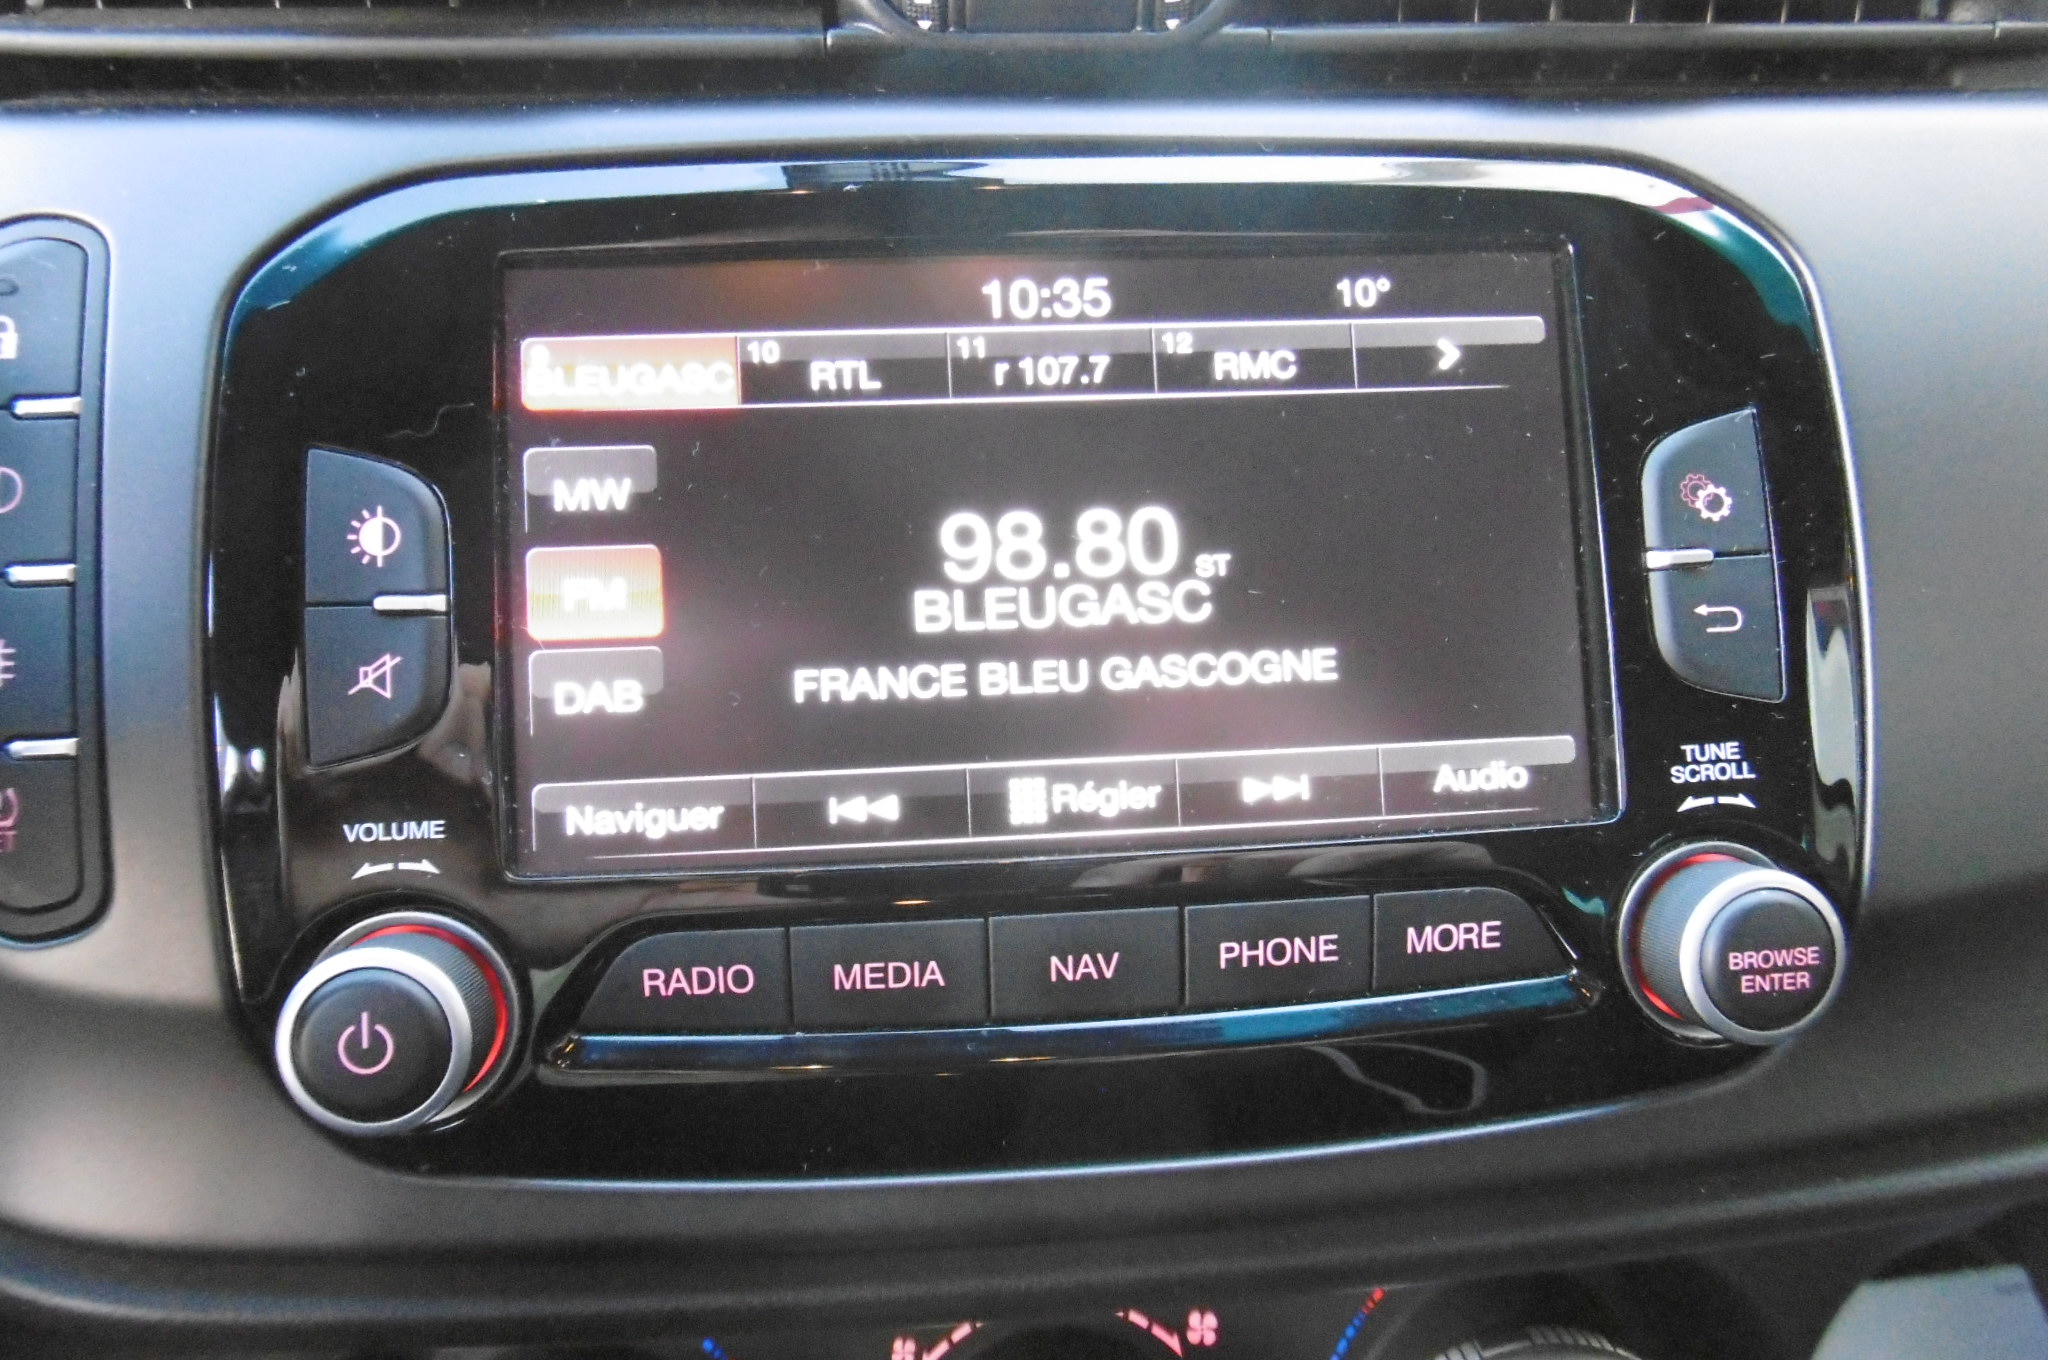 10:35 10°
9 BLEUGASC 10 RTL 11 r 107.7 12 RMC
MW
98.80 ST
FM
BLEUGASC
DAB
FRANCE BLEU GASCOGNE
Naviguer Régler Audio
TUNE
SCROLL
VOLUME
RADIO MEDIA NAV PHONE MORE
BROWSE
ENTER